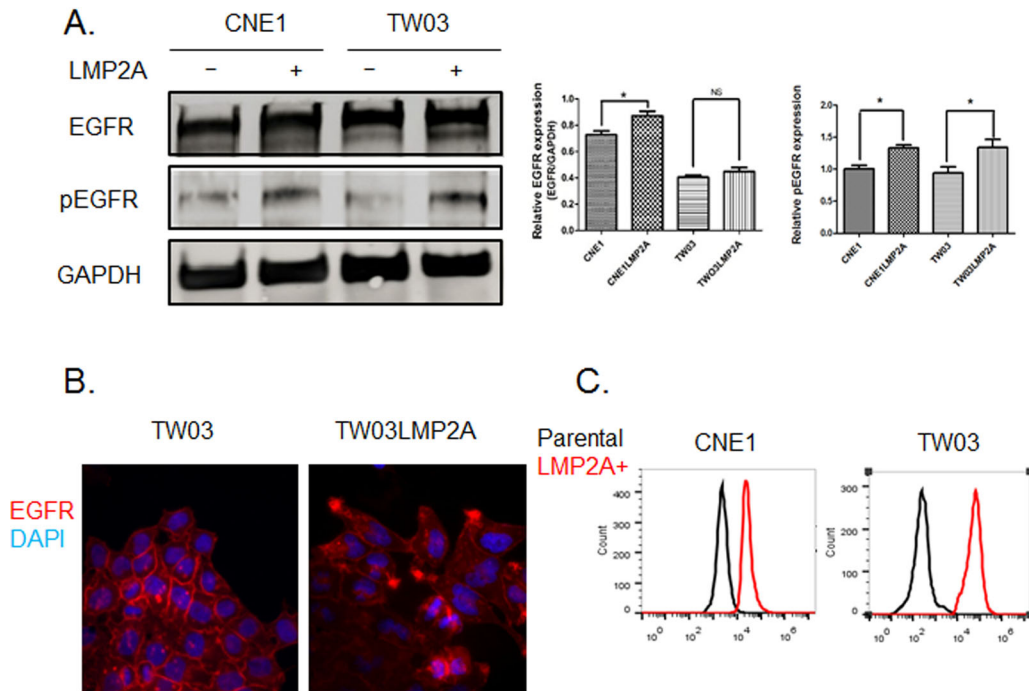 A.
CNE1 TW03
LMP2A − + − +
EGFR
pEGFR
GAPDH
Relative EGFR expression
(EGFR/GAPDH)
1.0
0.8
0.6
0.4
0.2
0.0
* NS
CNE1
CNE1LMP2A
TW03
TWO3LMP2A
Relative pEGFR expression
2.0
1.5
1.0
0.5
0.0
* *
CNE1
CNE1LMP2A
TW03
TW03LMP2A
B.
TW03 TW03LMP2A
EGFR
DAPI
C.
Parental
LMP2A+
CNE1
Count
400
300
200
100
0
10⁰ 10² 10⁴ 10⁶
TW03
Count
300
200
100
0
10⁰ 10² 10⁴ 10⁶